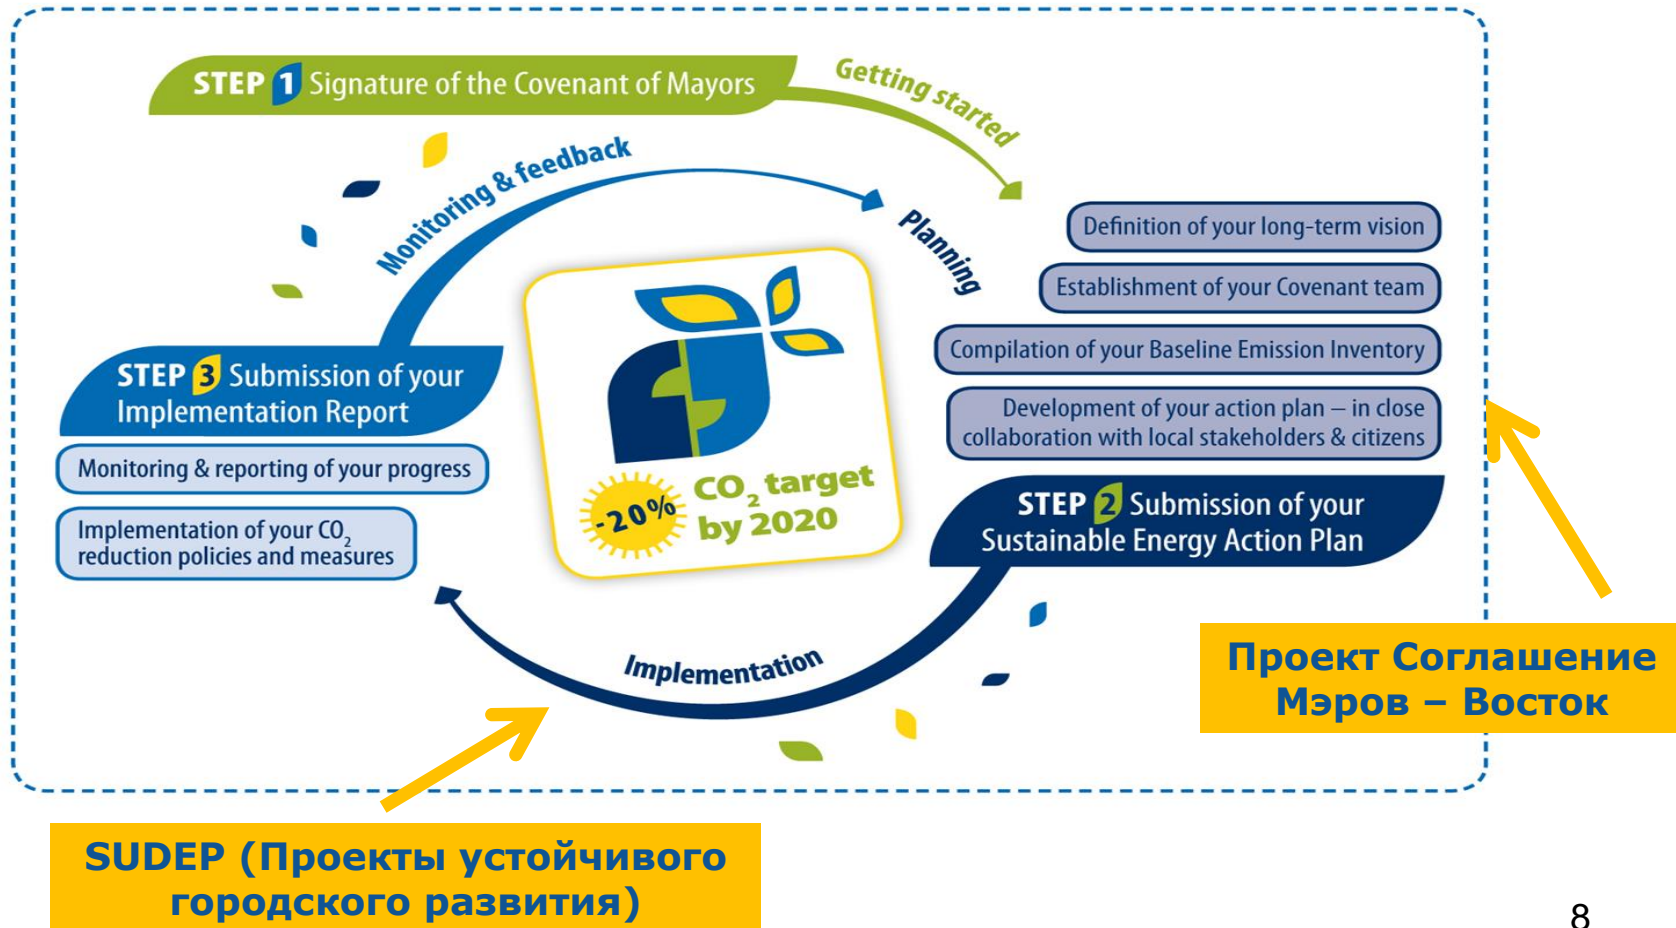 STEP 1 Signature of the Covenant of Mayors
Getting started
Monitoring & feedback
Planning
Definition of your long-term vision
Establishment of your Covenant team
Compilation of your Baseline Emission Inventory
Development of your action plan – in close
collaboration with local stakeholders & citizens
STEP 2 Submission of your
Sustainable Energy Action Plan
STEP 3 Submission of your
Implementation Report
Monitoring & reporting of your progress
Implementation of your CO₂
reduction policies and measures
-20%
CO₂ target
by 2020
Implementation
Проект Соглашение
Мэров – Восток
SUDEP (Проекты устойчивого
городского развития)
8